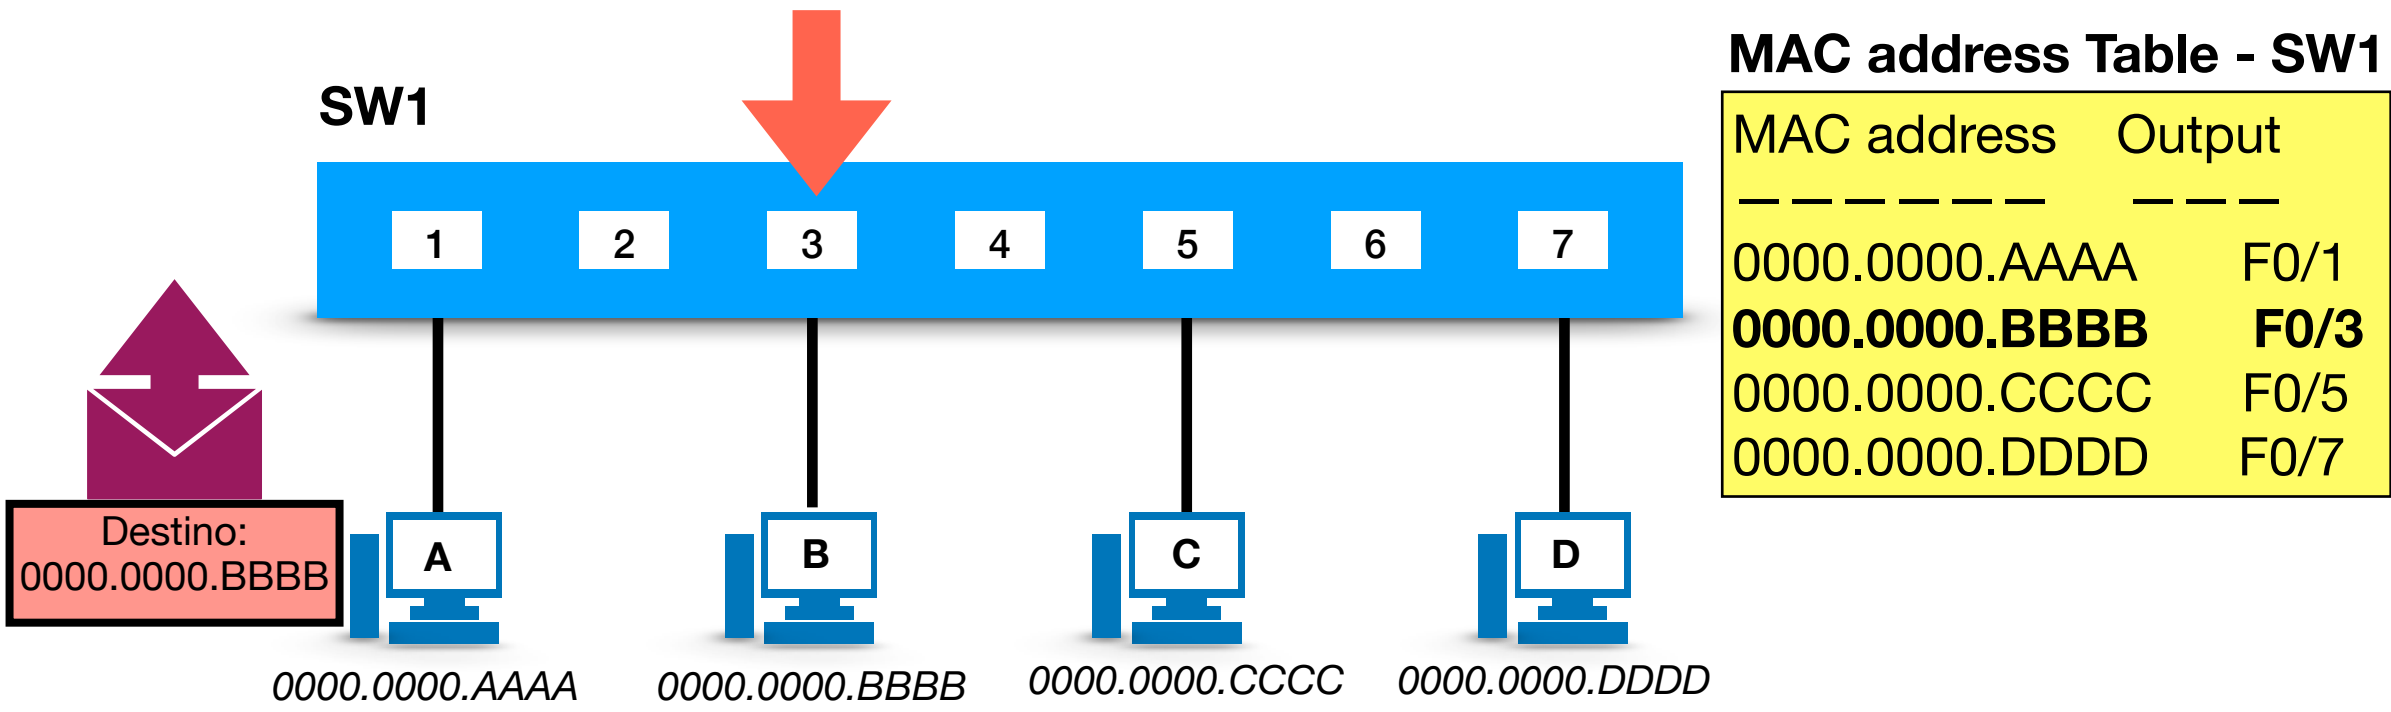 MAC address Table - SW1
SW1
MAC address Output
_ _ _ _ _ _ _ _ _
1 2 3 4 5 6 7
0000.0000.AAAA F0/1
0000.0000.BBBB F0/3
0000.0000.CCCC F0/5
0000.0000.DDDD F0/7
Destino:
0000.0000.BBBB
A B C D
0000.0000.AAAA 0000.0000.BBBB 0000.0000.CCCC 0000.0000.DDDD